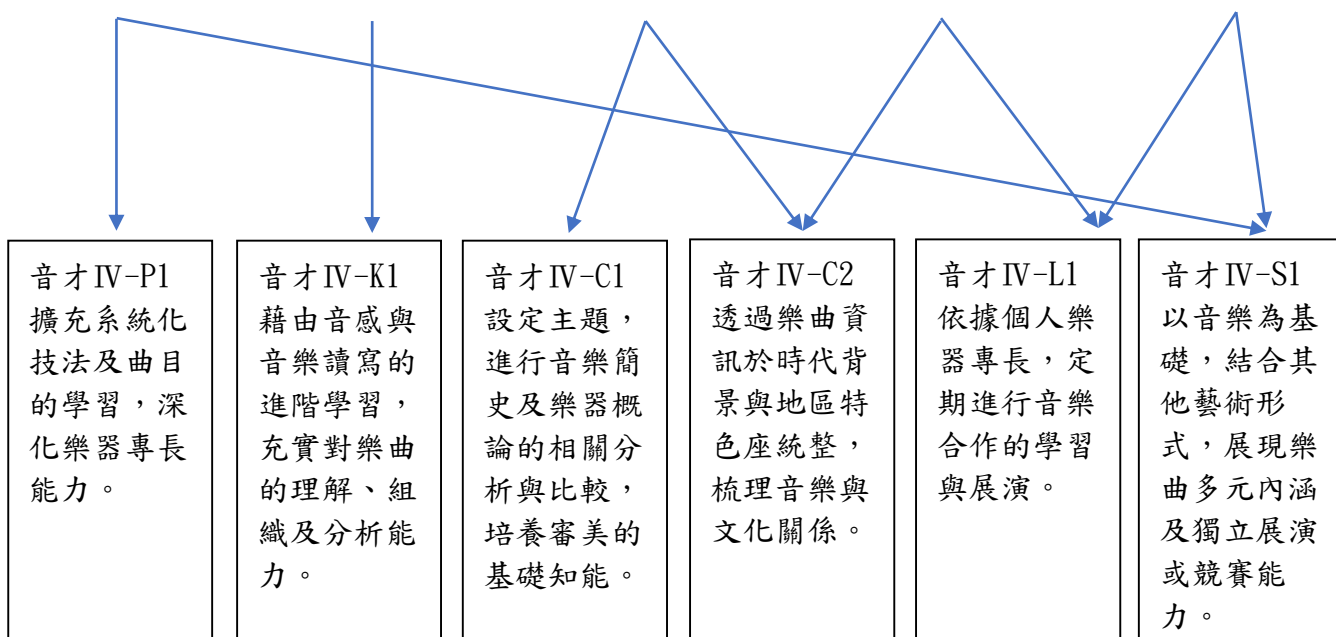 音才IV-P1
擴充系統化
技法及曲目
的學習，深
化樂器專長
能力。
音才IV-K1
藉由音感與
音樂讀寫的
進階學習，
充實對樂曲
的理解、組
織及分析能
力。
音才IV-C1
設定主題，
進行音樂簡
史及樂器概
論的相關分
析與比較，
培養審美的
基礎知能。
音才IV-C2
透過樂曲資
訊於時代背
景與地區特
色座統整，
梳理音樂與
文化關係。
音才IV-L1
依據個人樂
器專長，定
期進行音樂
合作的學習
與展演。
音才IV-S1
以音樂為基
礎，結合其
他藝術形
式，展現樂
曲多元內涵
及獨立展演
或競賽能
力。